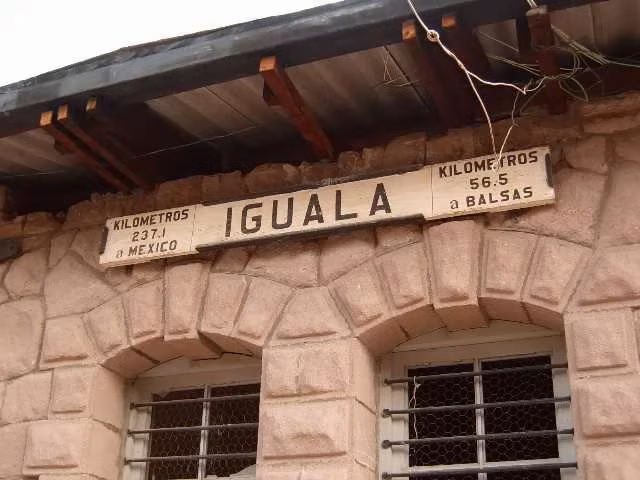 KILOMETROS
237.1
a MEXICO
IGUALA
KILOMETROS
56.5
a BALSAS